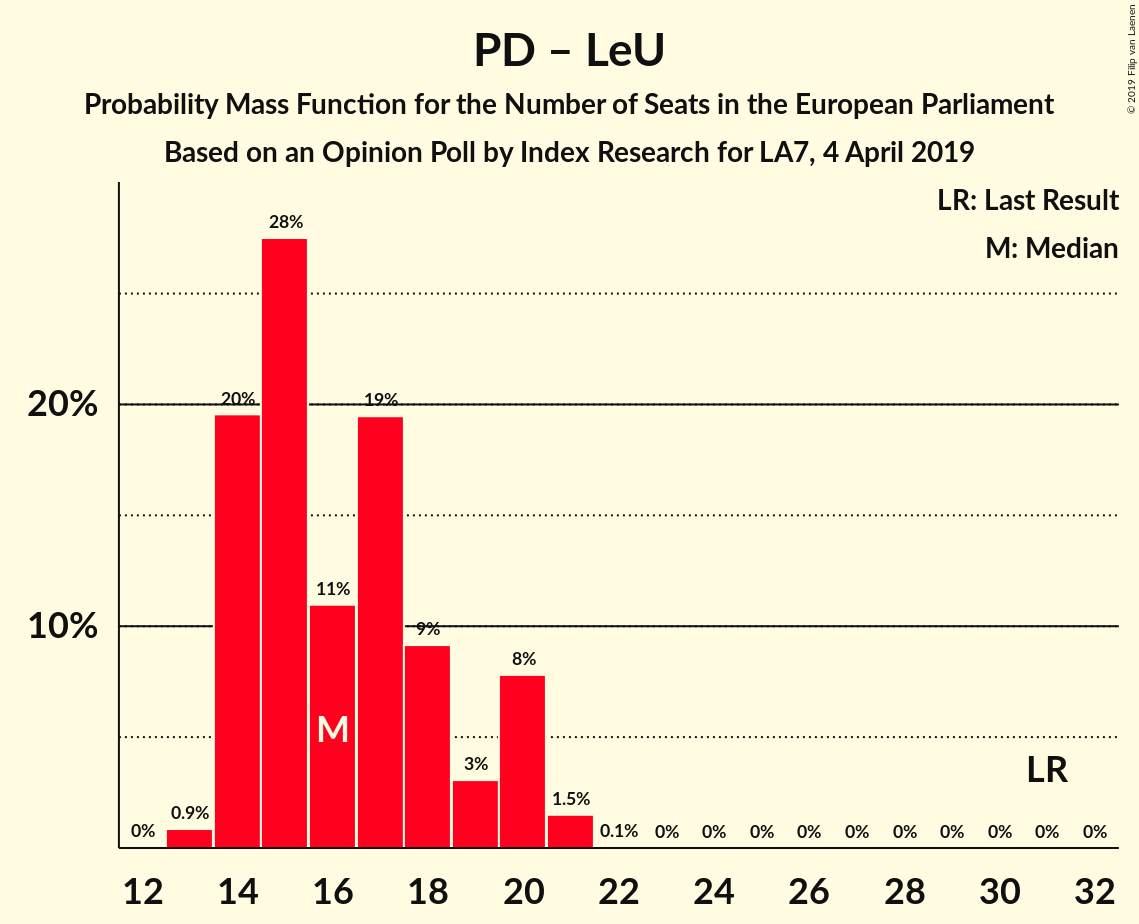 PD – LeU
Probability Mass Function for the Number of Seats in the European Parliament
Based on an Opinion Poll by Index Research for LA7, 4 April 2019
© 2019 Filip van Laenen
LR: Last Result
M: Median
28%
20%
20%
19%
11%
10%
9%
8%
M
3%
LR
1.5%
0.9%
0% 0.1% 0% 0% 0% 0% 0% 0% 0% 0% 0% 0%
12 14 16 18 20 22 24 26 28 30 32